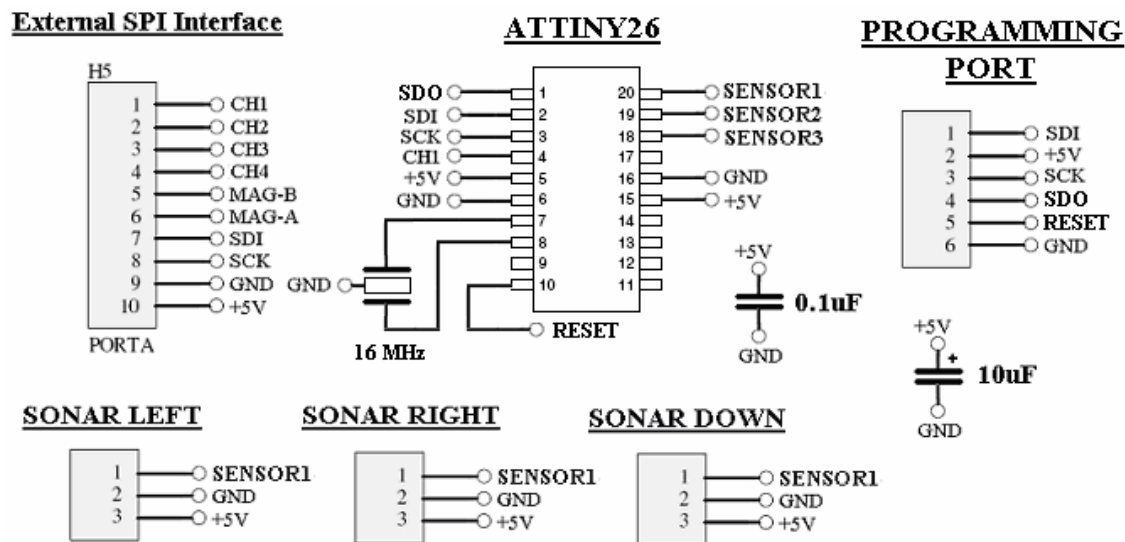 External SPI Interface
H5
1 CH1
2 CH2
3 CH3
4 CH4
5 MAG-B
6 MAG-A
7 SDI
8 SCK
9 GND
10 +5V
PORTA
ATTINY26
SDO 1 20 SENSOR1
SDI 2 19 SENSOR2
SCK 3 18 SENSOR3
CH1 4 17
+5V 5 16 GND
GND 6 15 +5V
7 14
8 13
9 12
10 11
GND
16 MHz
RESET
+5V
0.1uF
GND
PROGRAMMING
PORT
1 SDI
2 +5V
3 SCK
4 SDO
5 RESET
6 GND
+5V
+
10uF
GND
SONAR LEFT
1 SENSOR1
2 GND
3 +5V
SONAR RIGHT
1 SENSOR1
2 GND
3 +5V
SONAR DOWN
1 SENSOR1
2 GND
3 +5V